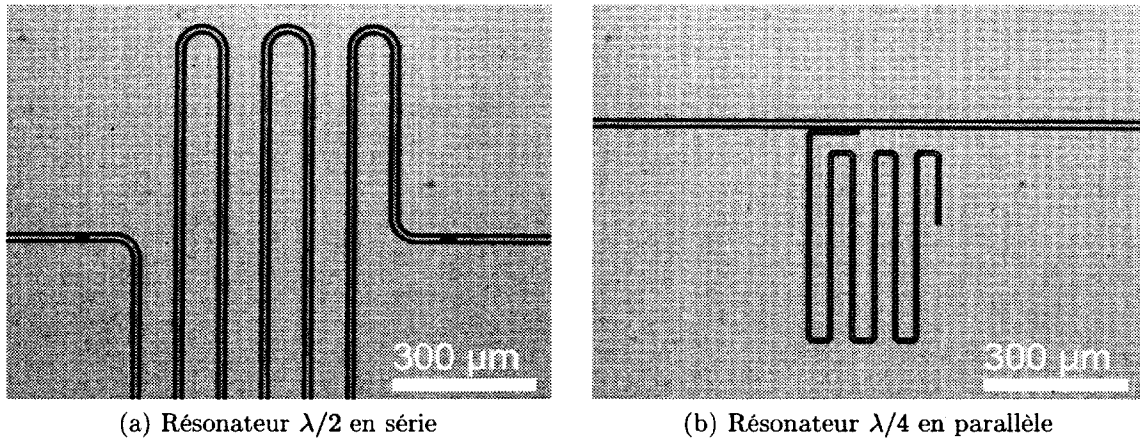 300 µm
300 µm
(a) Résonateur λ/2 en série
(b) Résonateur λ/4 en parallèle